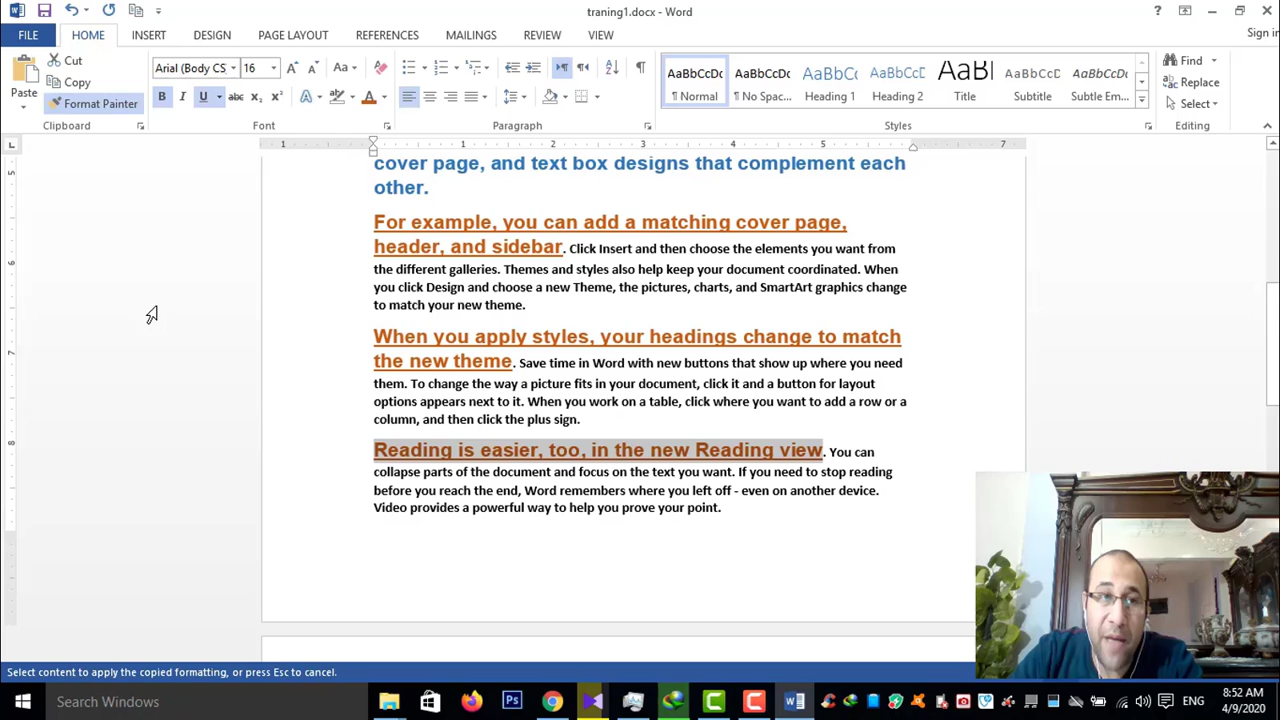 traning1.docx - Word
Sign in
FILE HOME INSERT DESIGN PAGE LAYOUT REFERENCES MAILINGS REVIEW VIEW
Paste
Cut
Copy
Format Painter
Clipboard
Arial (Body CS) 16
Font
Paragraph
AaBbCcDc AaBbCcDc AaBbCc AaBbCcD AaBl AaBbCcD AaBbCcDc
¶ Normal ¶ No Spac... Heading 1 Heading 2 Title Subtitle Subtle Em...
Styles
Find
Replace
Select
Editing
1 1 2 3 4 5 7
5
6
7
8
cover page, and text box designs that complement each
other.
For example, you can add a matching cover page,
header, and sidebar. Click Insert and then choose the elements you want from
the different galleries. Themes and styles also help keep your document coordinated. When
you click Design and choose a new Theme, the pictures, charts, and SmartArt graphics change
to match your new theme.
When you apply styles, your headings change to match
the new theme. Save time in Word with new buttons that show up where you need
them. To change the way a picture fits in your document, click it and a button for layout
options appears next to it. When you work on a table, click where you want to add a row or a
column, and then click the plus sign.
Reading is easier, too, in the new Reading view. You can
collapse parts of the document and focus on the text you want. If you need to stop reading
before you reach the end, Word remembers where you left off - even on another device.
Video provides a powerful way to help you prove your point.
Select content to apply the copied formatting, or press Esc to cancel.
Search Windows
ENG
8:52 AM
4/9/2020